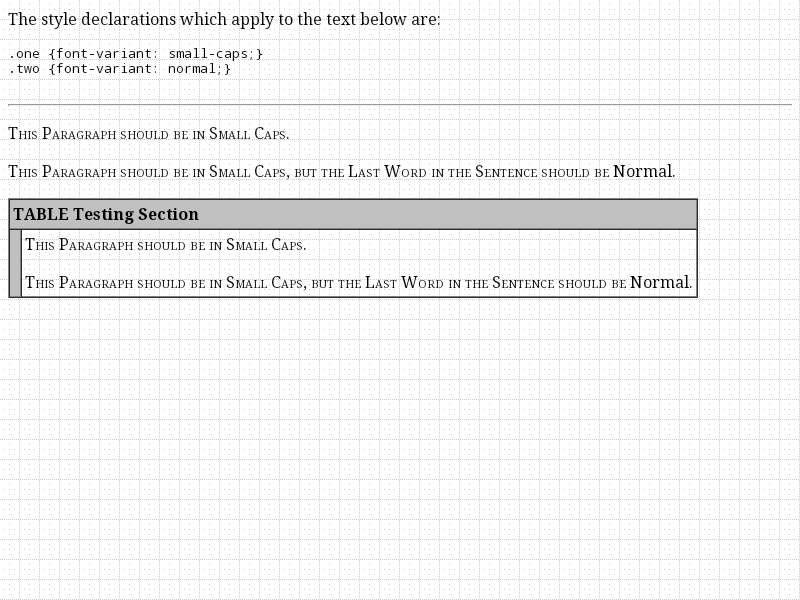 The style declarations which apply to the text below are:
.one {font-variant: small-caps;}
.two {font-variant: normal;}
This Paragraph should be in Small Caps.
This Paragraph should be in Small Caps, but the Last Word in the Sentence should be Normal.
TABLE Testing Section
This Paragraph should be in Small Caps.
This Paragraph should be in Small Caps, but the Last Word in the Sentence should be Normal.